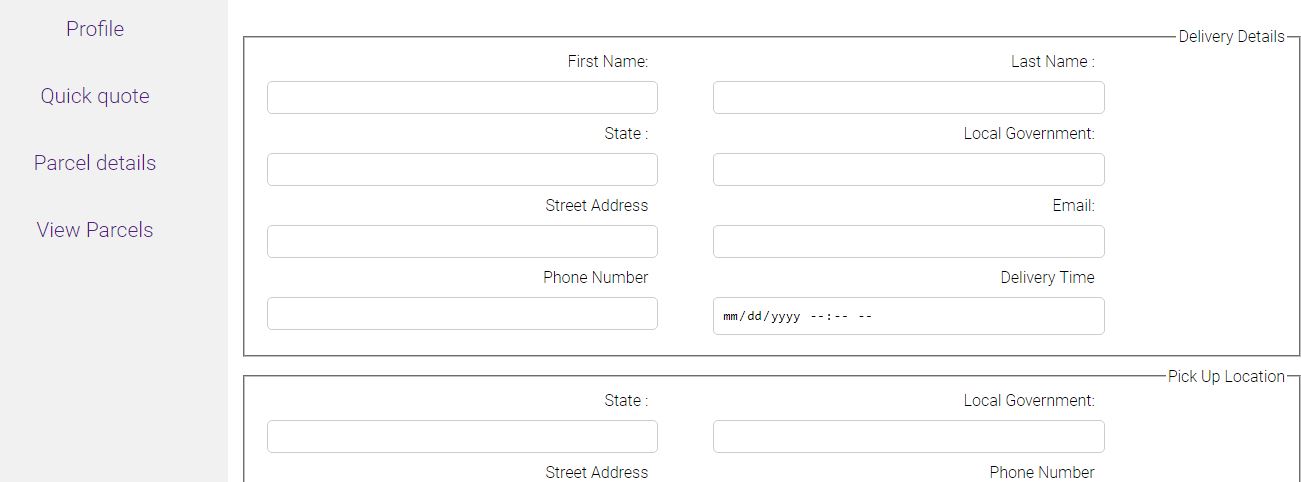 Profile
Quick quote
Parcel details
View Parcels
Delivery Details
First Name: Last Name :
State : Local Government:
Street Address Email:
Phone Number Delivery Time
mm/dd/yyyy --:-- --
Pick Up Location
State : Local Government:
Street Address Phone Number